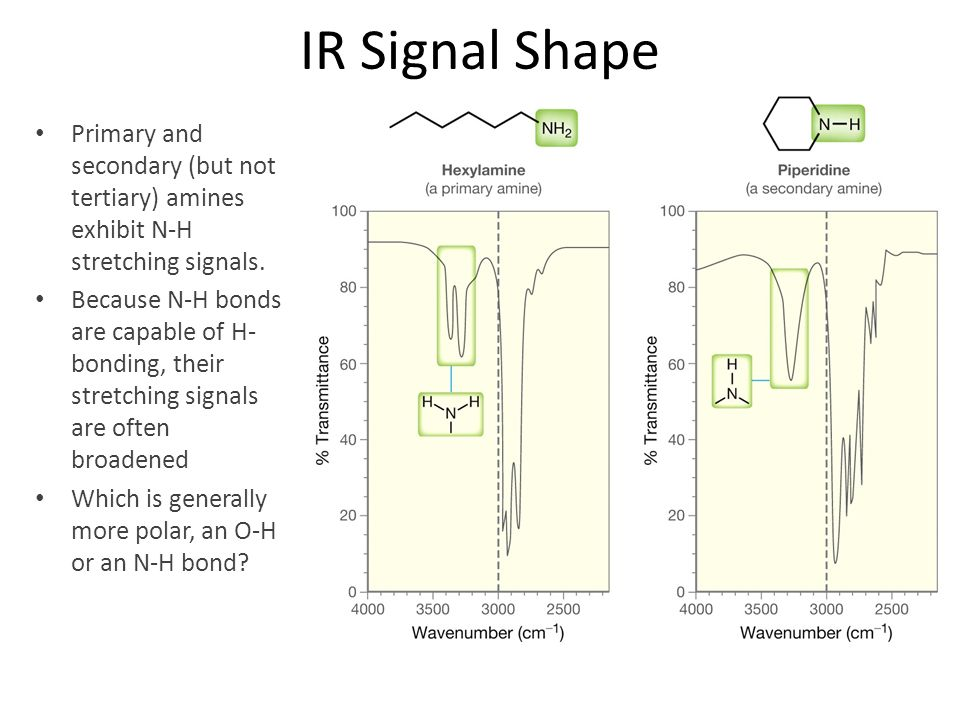 IR Signal Shape
• Primary and
secondary (but not
tertiary) amines
exhibit N-H
stretching signals.
• Because N-H bonds
are capable of H-
bonding, their
stretching signals
are often
broadened
• Which is generally
more polar, an O-H
or an N-H bond?
NH₂
Hexylamine
(a primary amine)
100
80
60
40
20
0
% Transmittance
H H
N
4000 3500 3000 2500
Wavenumber (cm⁻¹)
N—H
Piperidine
(a secondary amine)
100
80
60
40
20
0
% Transmittance
H
N
4000 3500 3000 2500
Wavenumber (cm⁻¹)